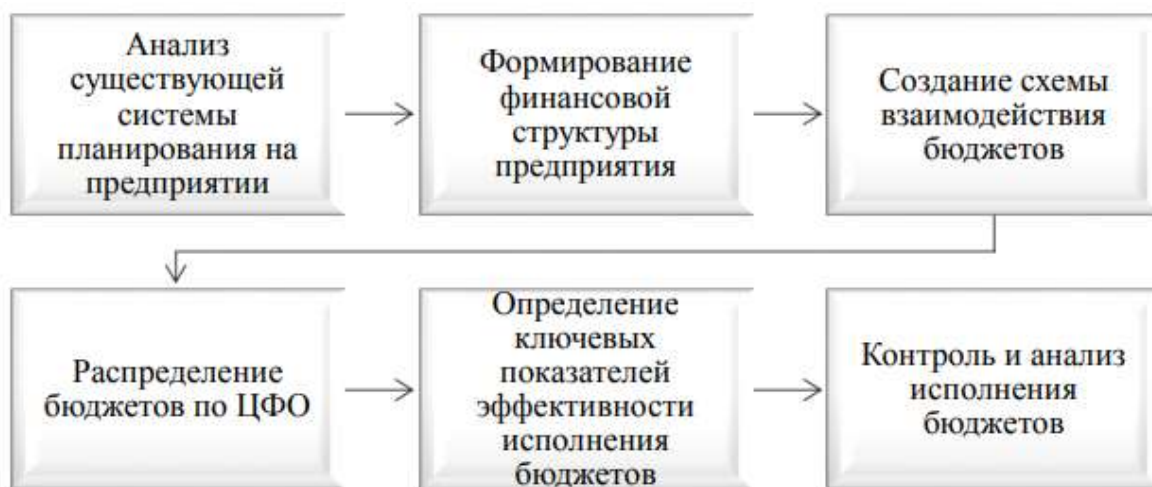 Анализ
существующей
системы
планирования на
предприятии
Формирование
финансовой
структуры
предприятия
Создание схемы
взаимодействия
бюджетов
Распределение
бюджетов по ЦФО
Определение
ключевых
показателей
эффективности
исполнения
бюджетов
Контроль и анализ
исполнения
бюджетов